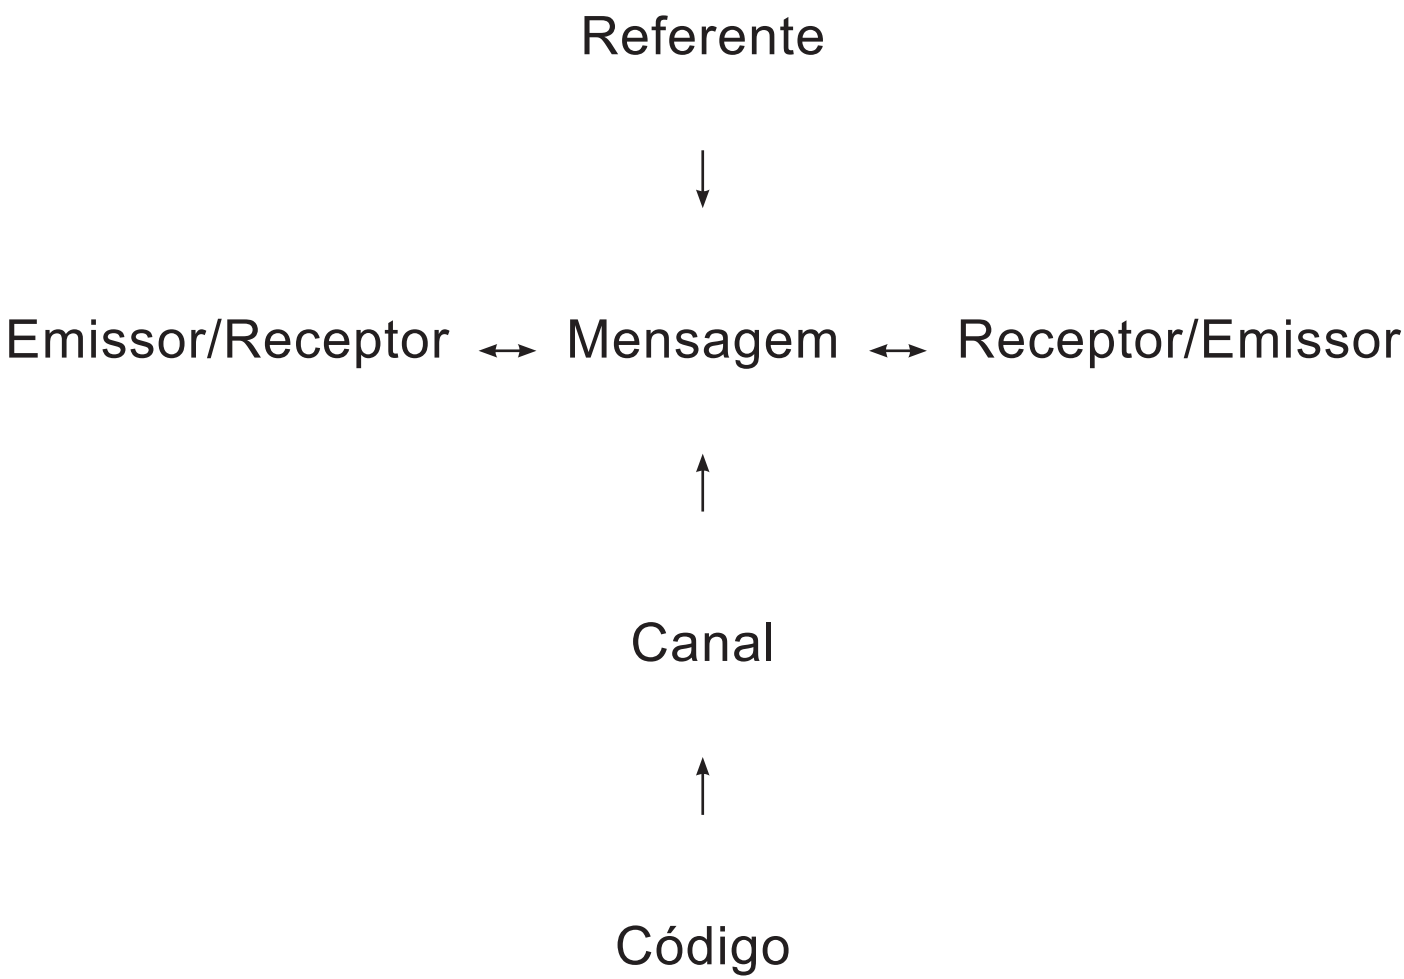 Referente
Emissor/Receptor ↔ Mensagem ↔ Receptor/Emissor
Canal
Código